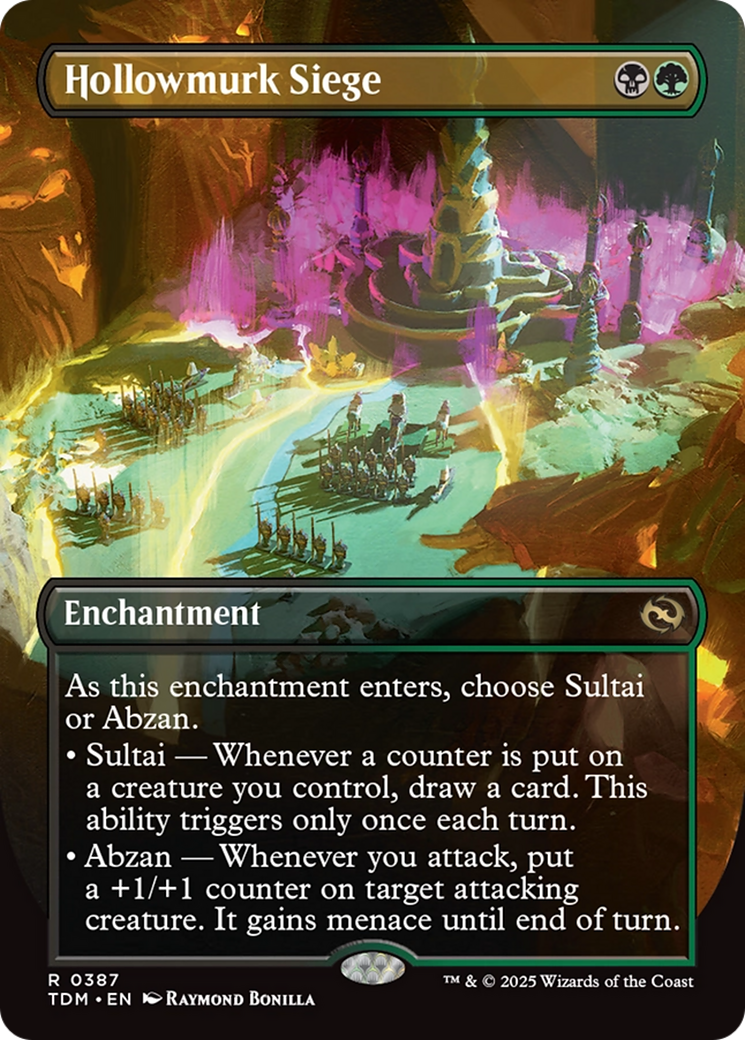 Hollowmurk Siege
Enchantment
As this enchantment enters, choose Sultai
or Abzan.
• Sultai — Whenever a counter is put on
a creature you control, draw a card. This
ability triggers only once each turn.
• Abzan — Whenever you attack, put
a +1/+1 counter on target attacking
creature. It gains menace until end of turn.
R 0387
™ & © 2025 Wizards of the Coast
TDM • EN Raymond Bonilla